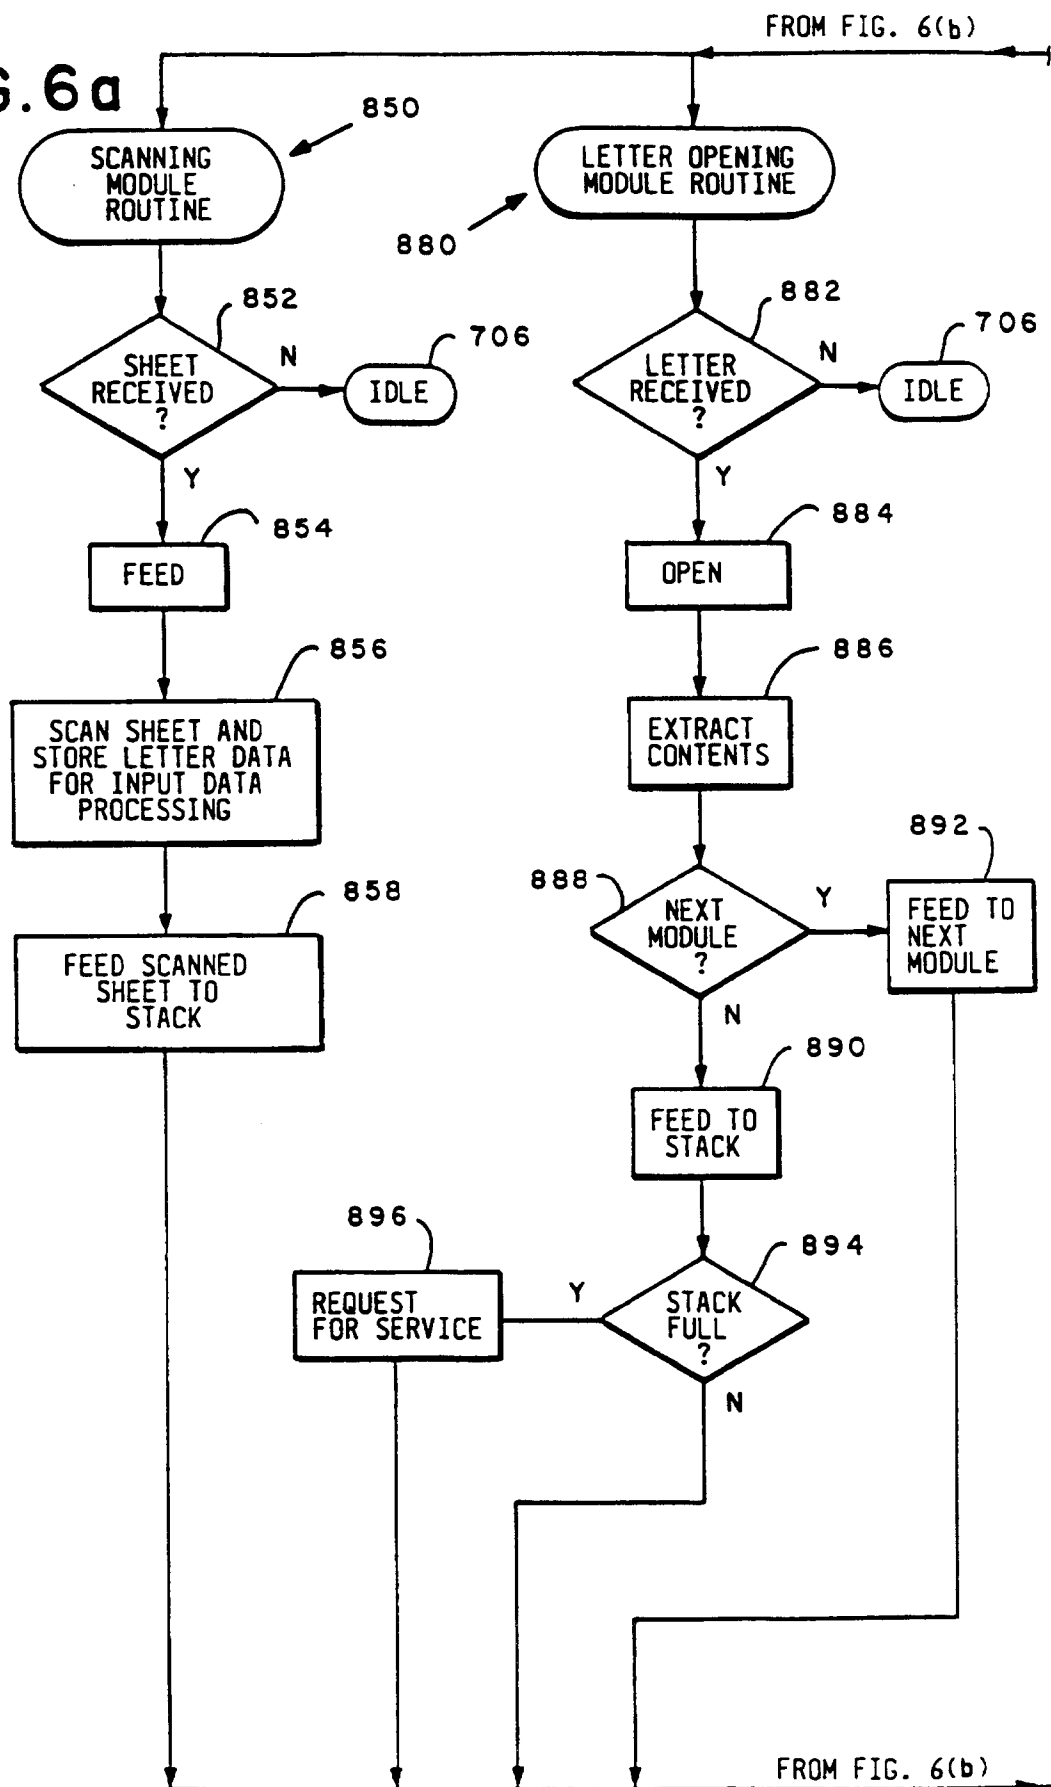 FROM FIG. 6(b)
G.6a
850
SCANNING
MODULE
ROUTINE
LETTER OPENING
MODULE ROUTINE
880
852
SHEET
RECEIVED
?
N
706
IDLE
Y
882
LETTER
RECEIVED
?
N
706
IDLE
Y
854
FEED
884
OPEN
856
SCAN SHEET AND
STORE LETTER DATA
FOR INPUT DATA
PROCESSING
886
EXTRACT
CONTENTS
858
FEED SCANNED
SHEET TO
STACK
888
NEXT
MODULE
?
Y
892
FEED TO
NEXT
MODULE
N
890
FEED TO
STACK
896
REQUEST
FOR SERVICE
Y
894
STACK
FULL
?
N
FROM FIG. 6(b)